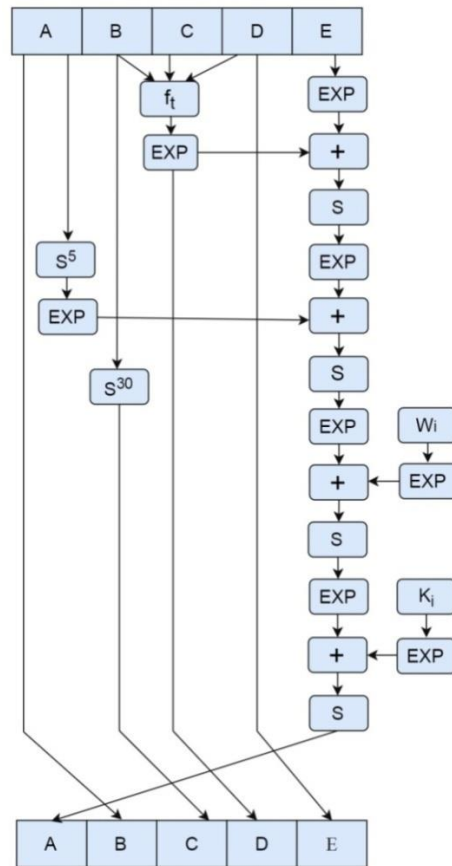 A B C D E
f_t EXP
EXP +
S
S^5 EXP
EXP +
S^30 S
EXP W_i
+ EXP
S
EXP K_i
+ EXP
S
A B C D E